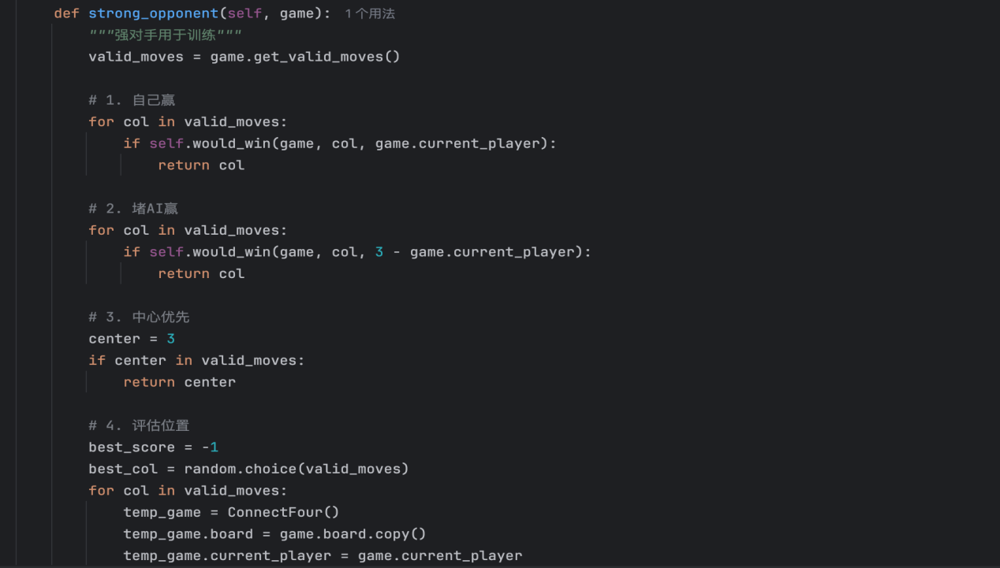 def strong_opponent(self, game): 1个用法
"""强对手用于训练"""
valid_moves = game.get_valid_moves()
# 1. 自己赢
for col in valid_moves:
if self.would_win(game, col, game.current_player):
return col
# 2. 堵AI赢
for col in valid_moves:
if self.would_win(game, col, 3 - game.current_player):
return col
# 3. 中心优先
center = 3
if center in valid_moves:
return center
# 4. 评估位置
best_score = -1
best_col = random.choice(valid_moves)
for col in valid_moves:
temp_game = ConnectFour()
temp_game.board = game.board.copy()
temp_game.current_player = game.current_player